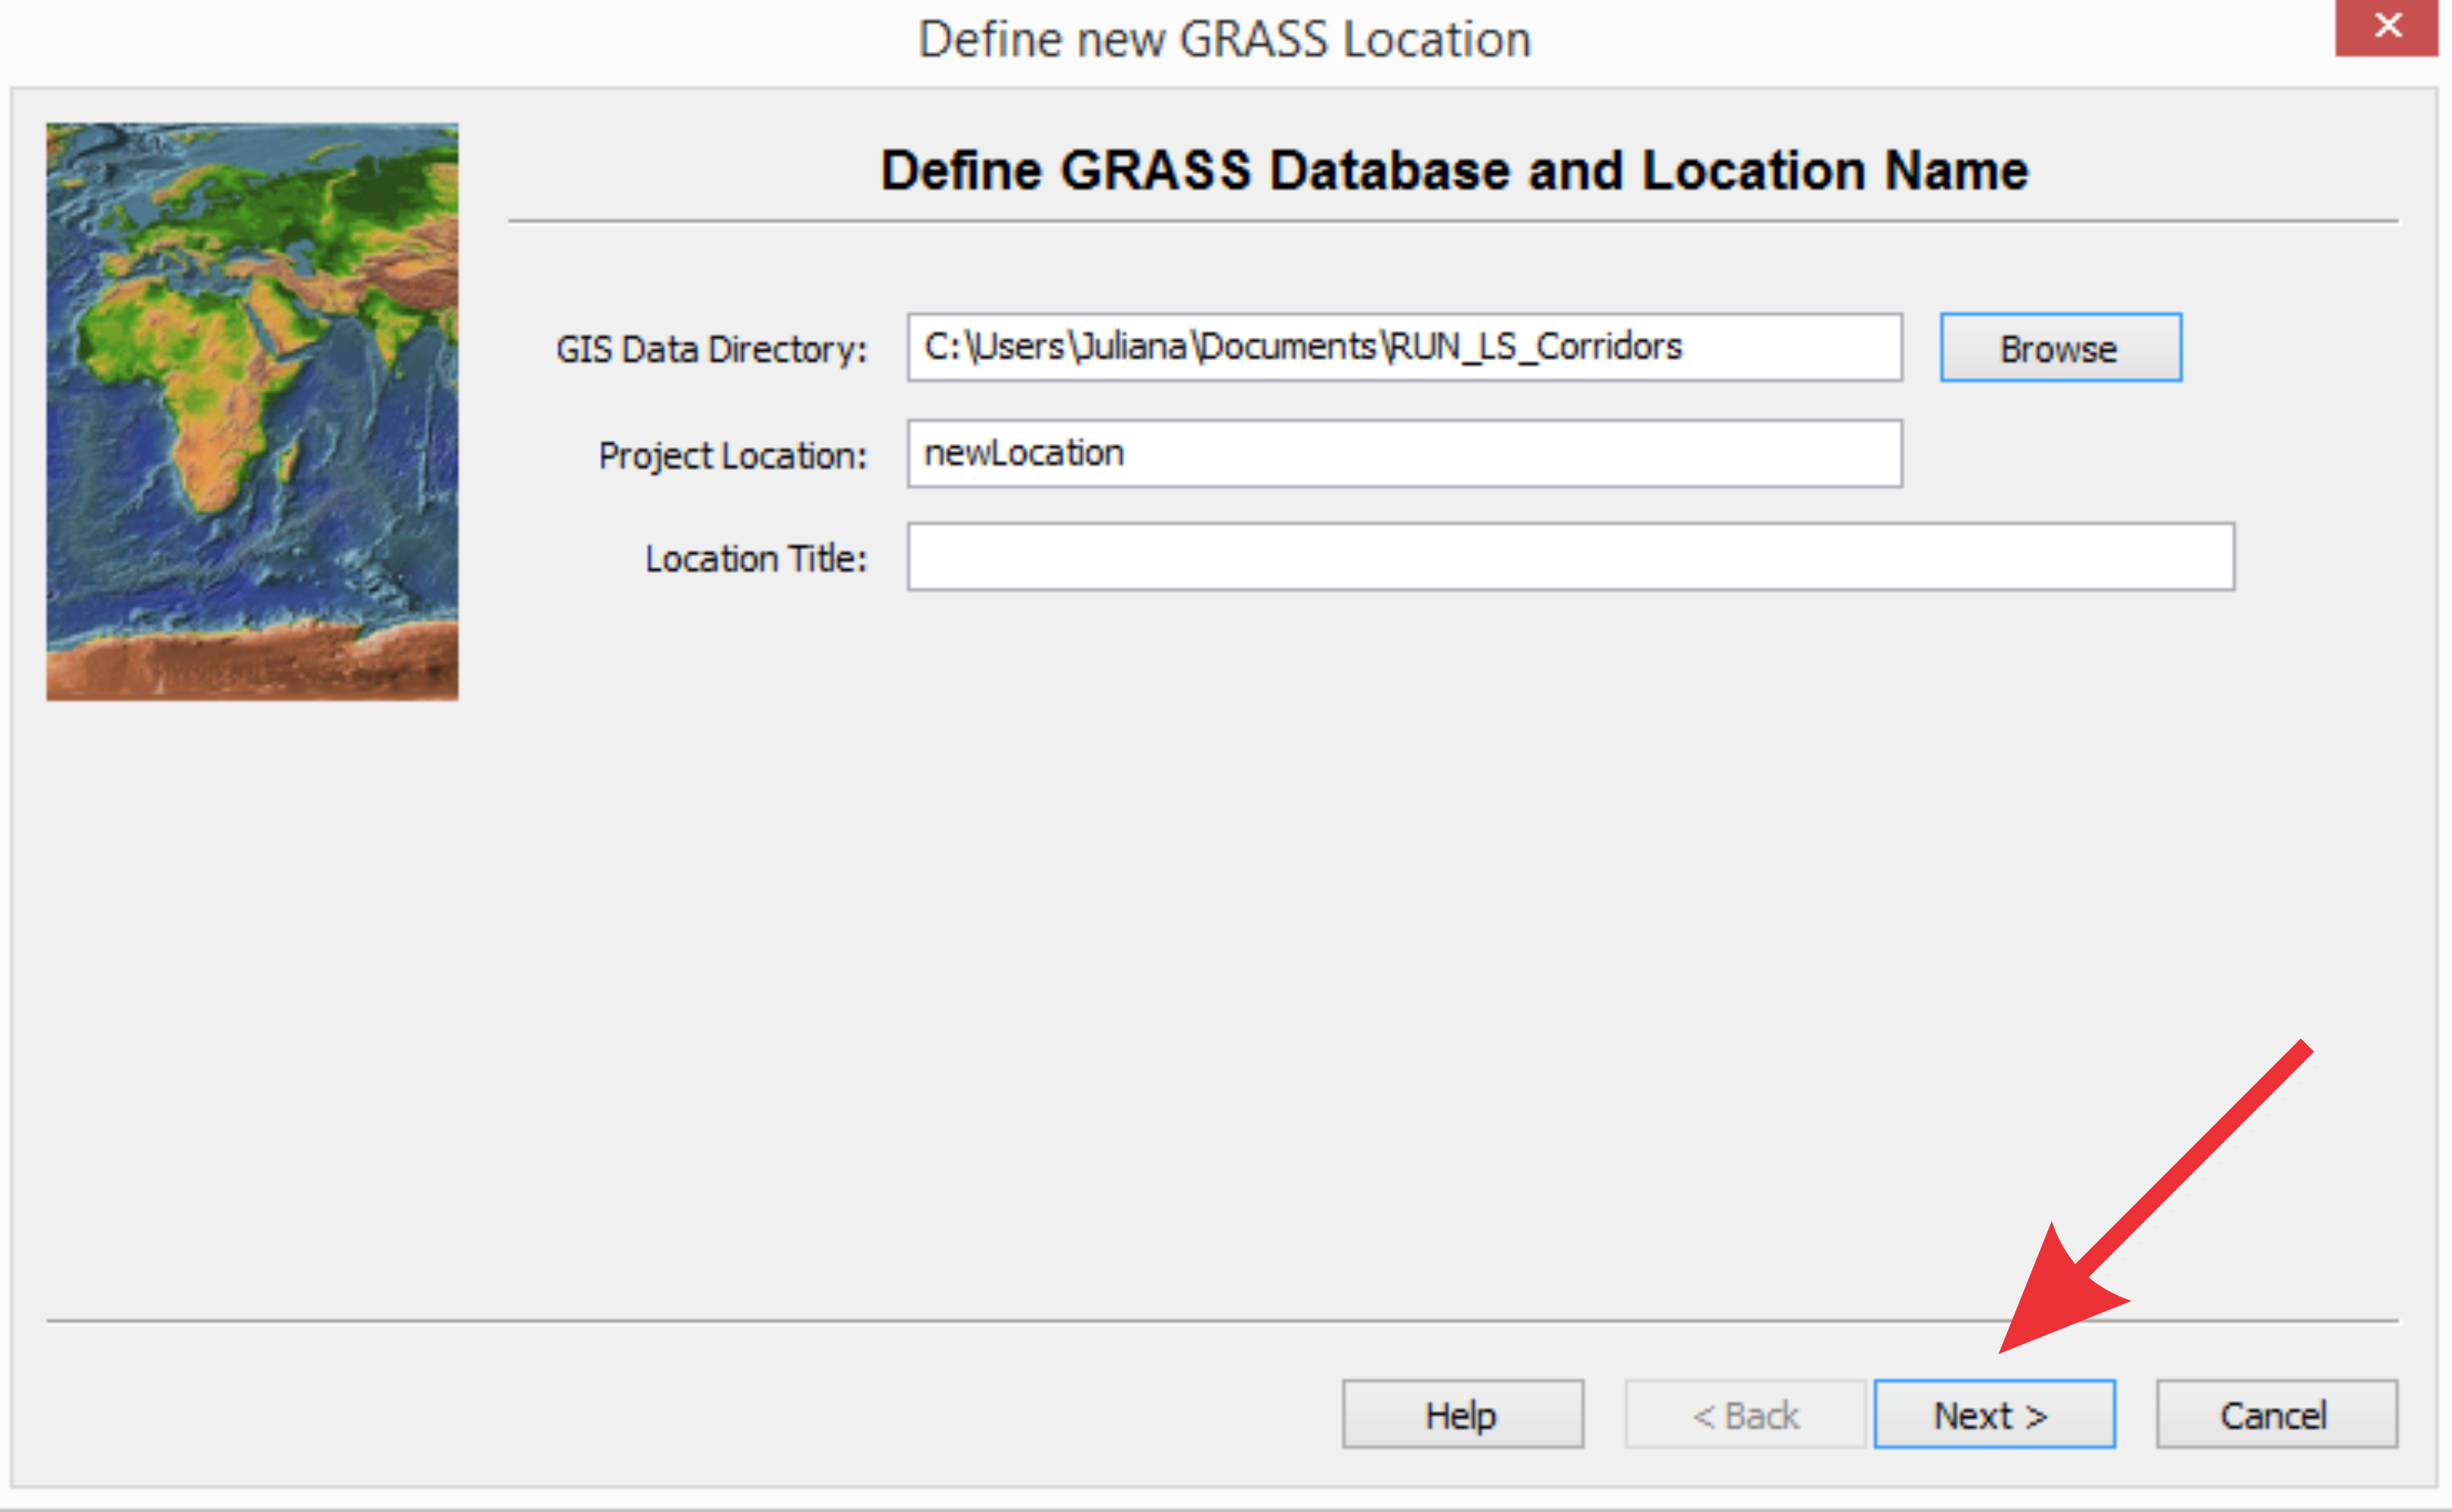 Define new GRASS Location
Define GRASS Database and Location Name
GIS Data Directory: C:\Users\Juliana\Documents\RUN_LS_Corridors Browse
Project Location: newLocation
Location Title:
Help < Back Next > Cancel